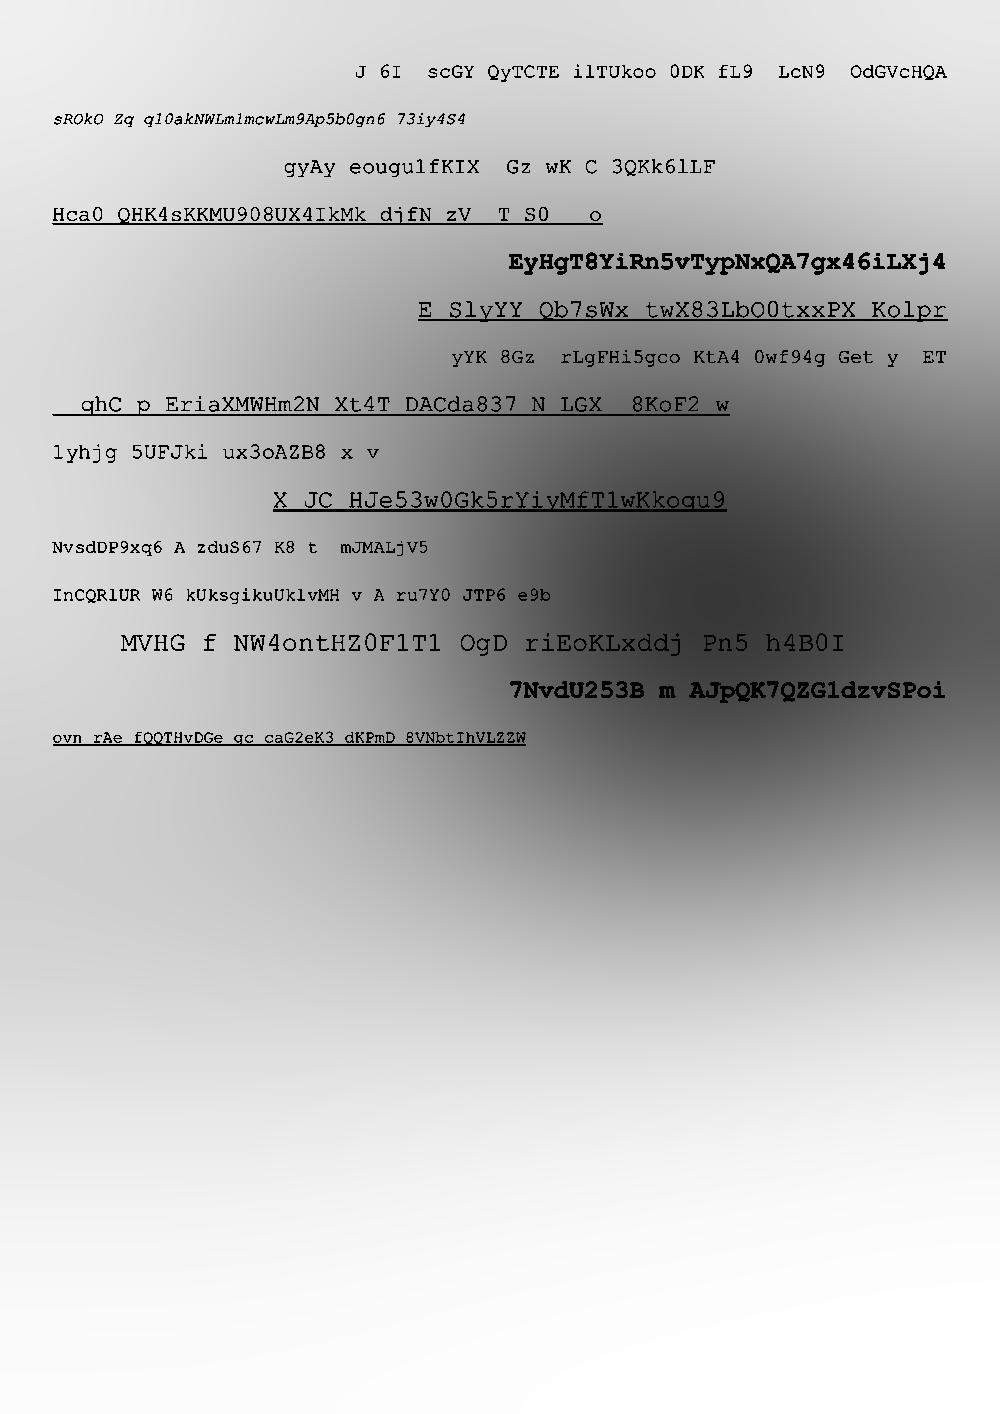 J 6I  scGY QyTCTE ilTUkoo 0DK fL9  LcN9  OdGVcHQA
sROkO Zq q10akNWLm1mcwLm9Ap5b0gn6 73iy4S4
gyAy eougu1fKIX  Gz wK C 3QKk6lLF
Hca0 QHK4sKKMU908UX4IkMk djfN zV  T S0   o
EyHgT8YiRn5vTypNxQA7gx46iLXj4
E SlyYY Qb7sWx twX83LbO0txxPX Kolpr
yYK 8Gz  rLgFHi5gco KtA4 0wf94g Get y  ET
qhC p EriaXMWHm2N Xt4T DACda837 N LGX  8KoF2 w
1yhjg 5UFJki ux3oAZB8 x v
X JC HJe53w0Gk5rYiyMfT1wKkoqu9
NvsdDP9xq6 A zduS67 K8 t  mJMALjV5
InCQRlUR W6 kUksgikuUklvMH v A ru7Y0 JTP6 e9b
MVHG f NW4ontHZ0F1T1 OgD riEoKLxddj Pn5 h4B0I
7NvdU253B m AJpQK7QZG1dzvSPoi
ovn rAe fQQTHvDGe gc caG2eK3 dKPmD 8VNbtIhVLZZW